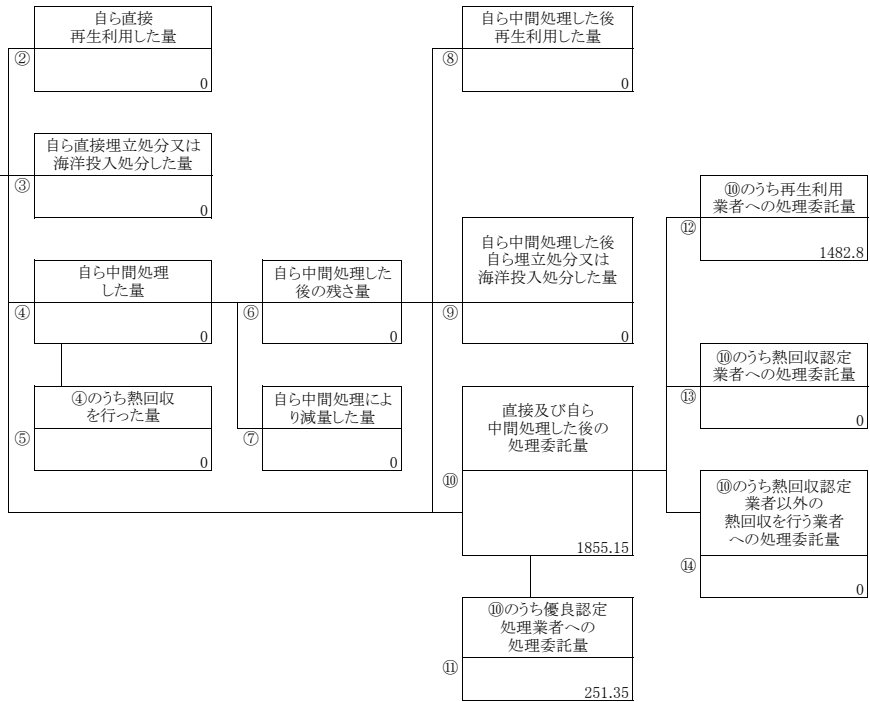 自ら直接
再生利用した量
②
0
自ら直接埋立処分又は
海洋投入処分した量
③
0
自ら中間処理
した量
④
0
④のうち熱回収
を行った量
⑤
0
自ら中間処理した
後の残さ量
⑥
0
自ら中間処理によ
り減量した量
⑦
0
自ら中間処理した後
再生利用した量
⑧
0
自ら中間処理した後
自ら埋立処分又は
海洋投入処分した量
⑨
0
直接及び自ら
中間処理した後の
処理委託量
⑩
1855.15
⑩のうち優良認定
処理業者への
処理委託量
⑪
251.35
⑩のうち再生利用
業者への処理委託量
⑫
1482.8
⑩のうち熱回収認定
業者への処理委託量
⑬
0
⑩のうち熱回収認定
業者以外の
熱回収を行う業者
への処理委託量
⑭
0